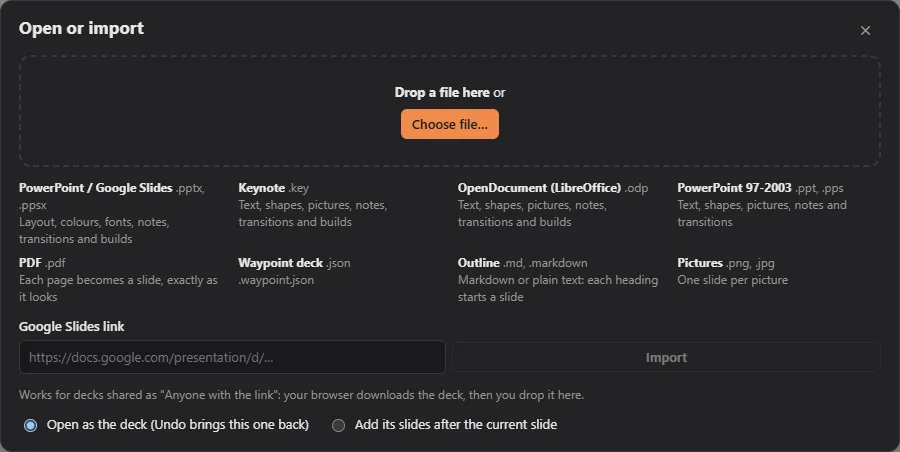 Open or import
Drop a file here or
Choose file...
PowerPoint / Google Slides .pptx,
.ppsx
Layout, colours, fonts, notes,
transitions and builds
Keynote .key
Text, shapes, pictures, notes,
transitions and builds
OpenDocument (LibreOffice) .odp
Text, shapes, pictures, notes,
transitions and builds
PowerPoint 97-2003 .ppt, .pps
Text, shapes, pictures, notes and
transitions
PDF .pdf
Each page becomes a slide, exactly as
it looks
Waypoint deck .json
.waypoint.json
Outline .md, .markdown
Markdown or plain text: each heading
starts a slide
Pictures .png, .jpg
One slide per picture
Google Slides link
https://docs.google.com/presentation/d/...
Import
Works for decks shared as "Anyone with the link": your browser downloads the deck, then you drop it here.
Open as the deck (Undo brings this one back)
Add its slides after the current slide